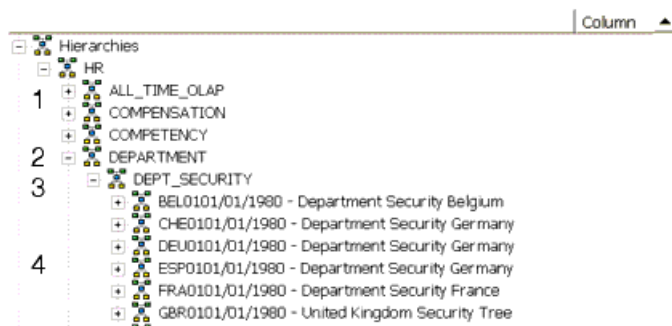 Column
Hierarchies
HR
1
ALL_TIME_OLAP
COMPENSATION
COMPETENCY
2
DEPARTMENT
3
DEPT_SECURITY
BEL0101/01/1980 - Department Security Belgium
CHE0101/01/1980 - Department Security Germany
DEU0101/01/1980 - Department Security Germany
4
ESP0101/01/1980 - Department Security Germany
FRA0101/01/1980 - Department Security France
GBR0101/01/1980 - United Kingdom Security Tree